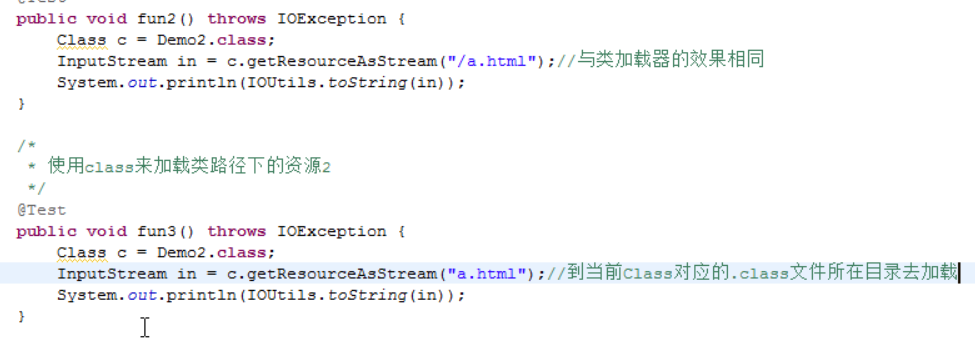 @Test
public void fun2() throws IOException {
Class c = Demo2.class;
InputStream in = c.getResourceAsStream("/a.html");//与类加载器的效果相同
System.out.println(IOUtils.toString(in));
}
/*
* 使用class来加载类路径下的资源2
*/
@Test
public void fun3() throws IOException {
Class c = Demo2.class;
InputStream in = c.getResourceAsStream("a.html");//到当前Class对应的.class文件所在目录去加载
System.out.println(IOUtils.toString(in));
}